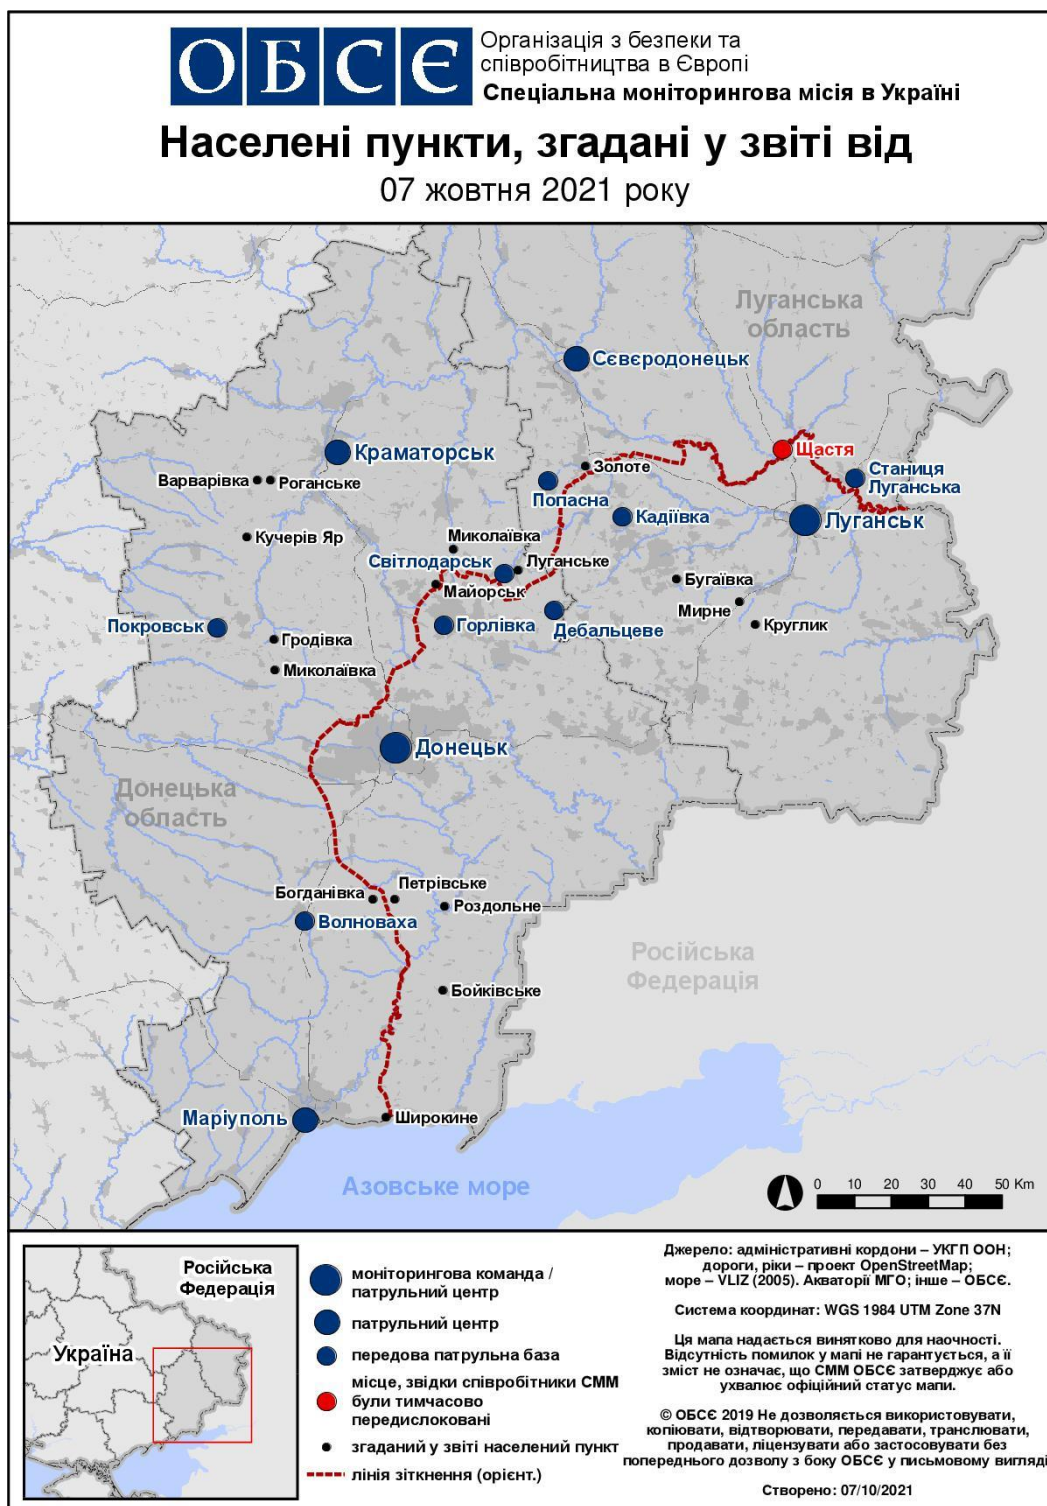 ОБСЄ
Організація з безпеки та
співробітництва в Європі
Спеціальна моніторингова місія в Україні
Населені пункти, згадані у звіті від
07 жовтня 2021 року
Луганська
область
Сєвєродонецьк
Щастя
Краматорськ
Золоте
Станиця
Луганська
Варварівка
Роганське
Попасна
Кадіївка
Луганськ
Кучерів Яр
Миколаївка
Світлодарськ
Луганське
Майорськ
Бугаївка
Мирне
Покровськ
Горлівка
Дебальцеве
Круглик
Гродівка
Миколаївка
Донецьк
Донецька
область
Петрівське
Богданівка
Роздольне
Волноваха
Російська
Федерація
Бойківське
Маріуполь
Широкине
Азовське море
0 10 20 30 40 50 Km
Російська
Федерація
Україна
моніторингова команда /
патрульний центр
патрульний центр
передова патрульна база
місце, звідки співробітники СММ
були тимчасово
передислоковані
згаданий у звіті населений пункт
лінія зіткнення (орієнт.)
Джерело: адміністративні кордони – УКГП ООН;
дороги, ріки – проект OpenStreetMap;
море – VLIZ (2005). Акваторії МГО; інше – ОБСЄ.
Система координат: WGS 1984 UTM Zone 37N
Ця мапа надається винятково для наочності.
Відсутність помилок у мапі не гарантується, а її
зміст не означає, що СММ ОБСЄ затверджує або
ухвалює офіційний статус мапи.
© ОБСЄ 2019 Не дозволяється використовувати,
копіювати, відтворювати, передавати, транслювати,
продавати, ліцензувати або застосовувати без
попереднього дозволу з боку ОБСЄ у письмовому вигляді
Створено: 07/10/2021